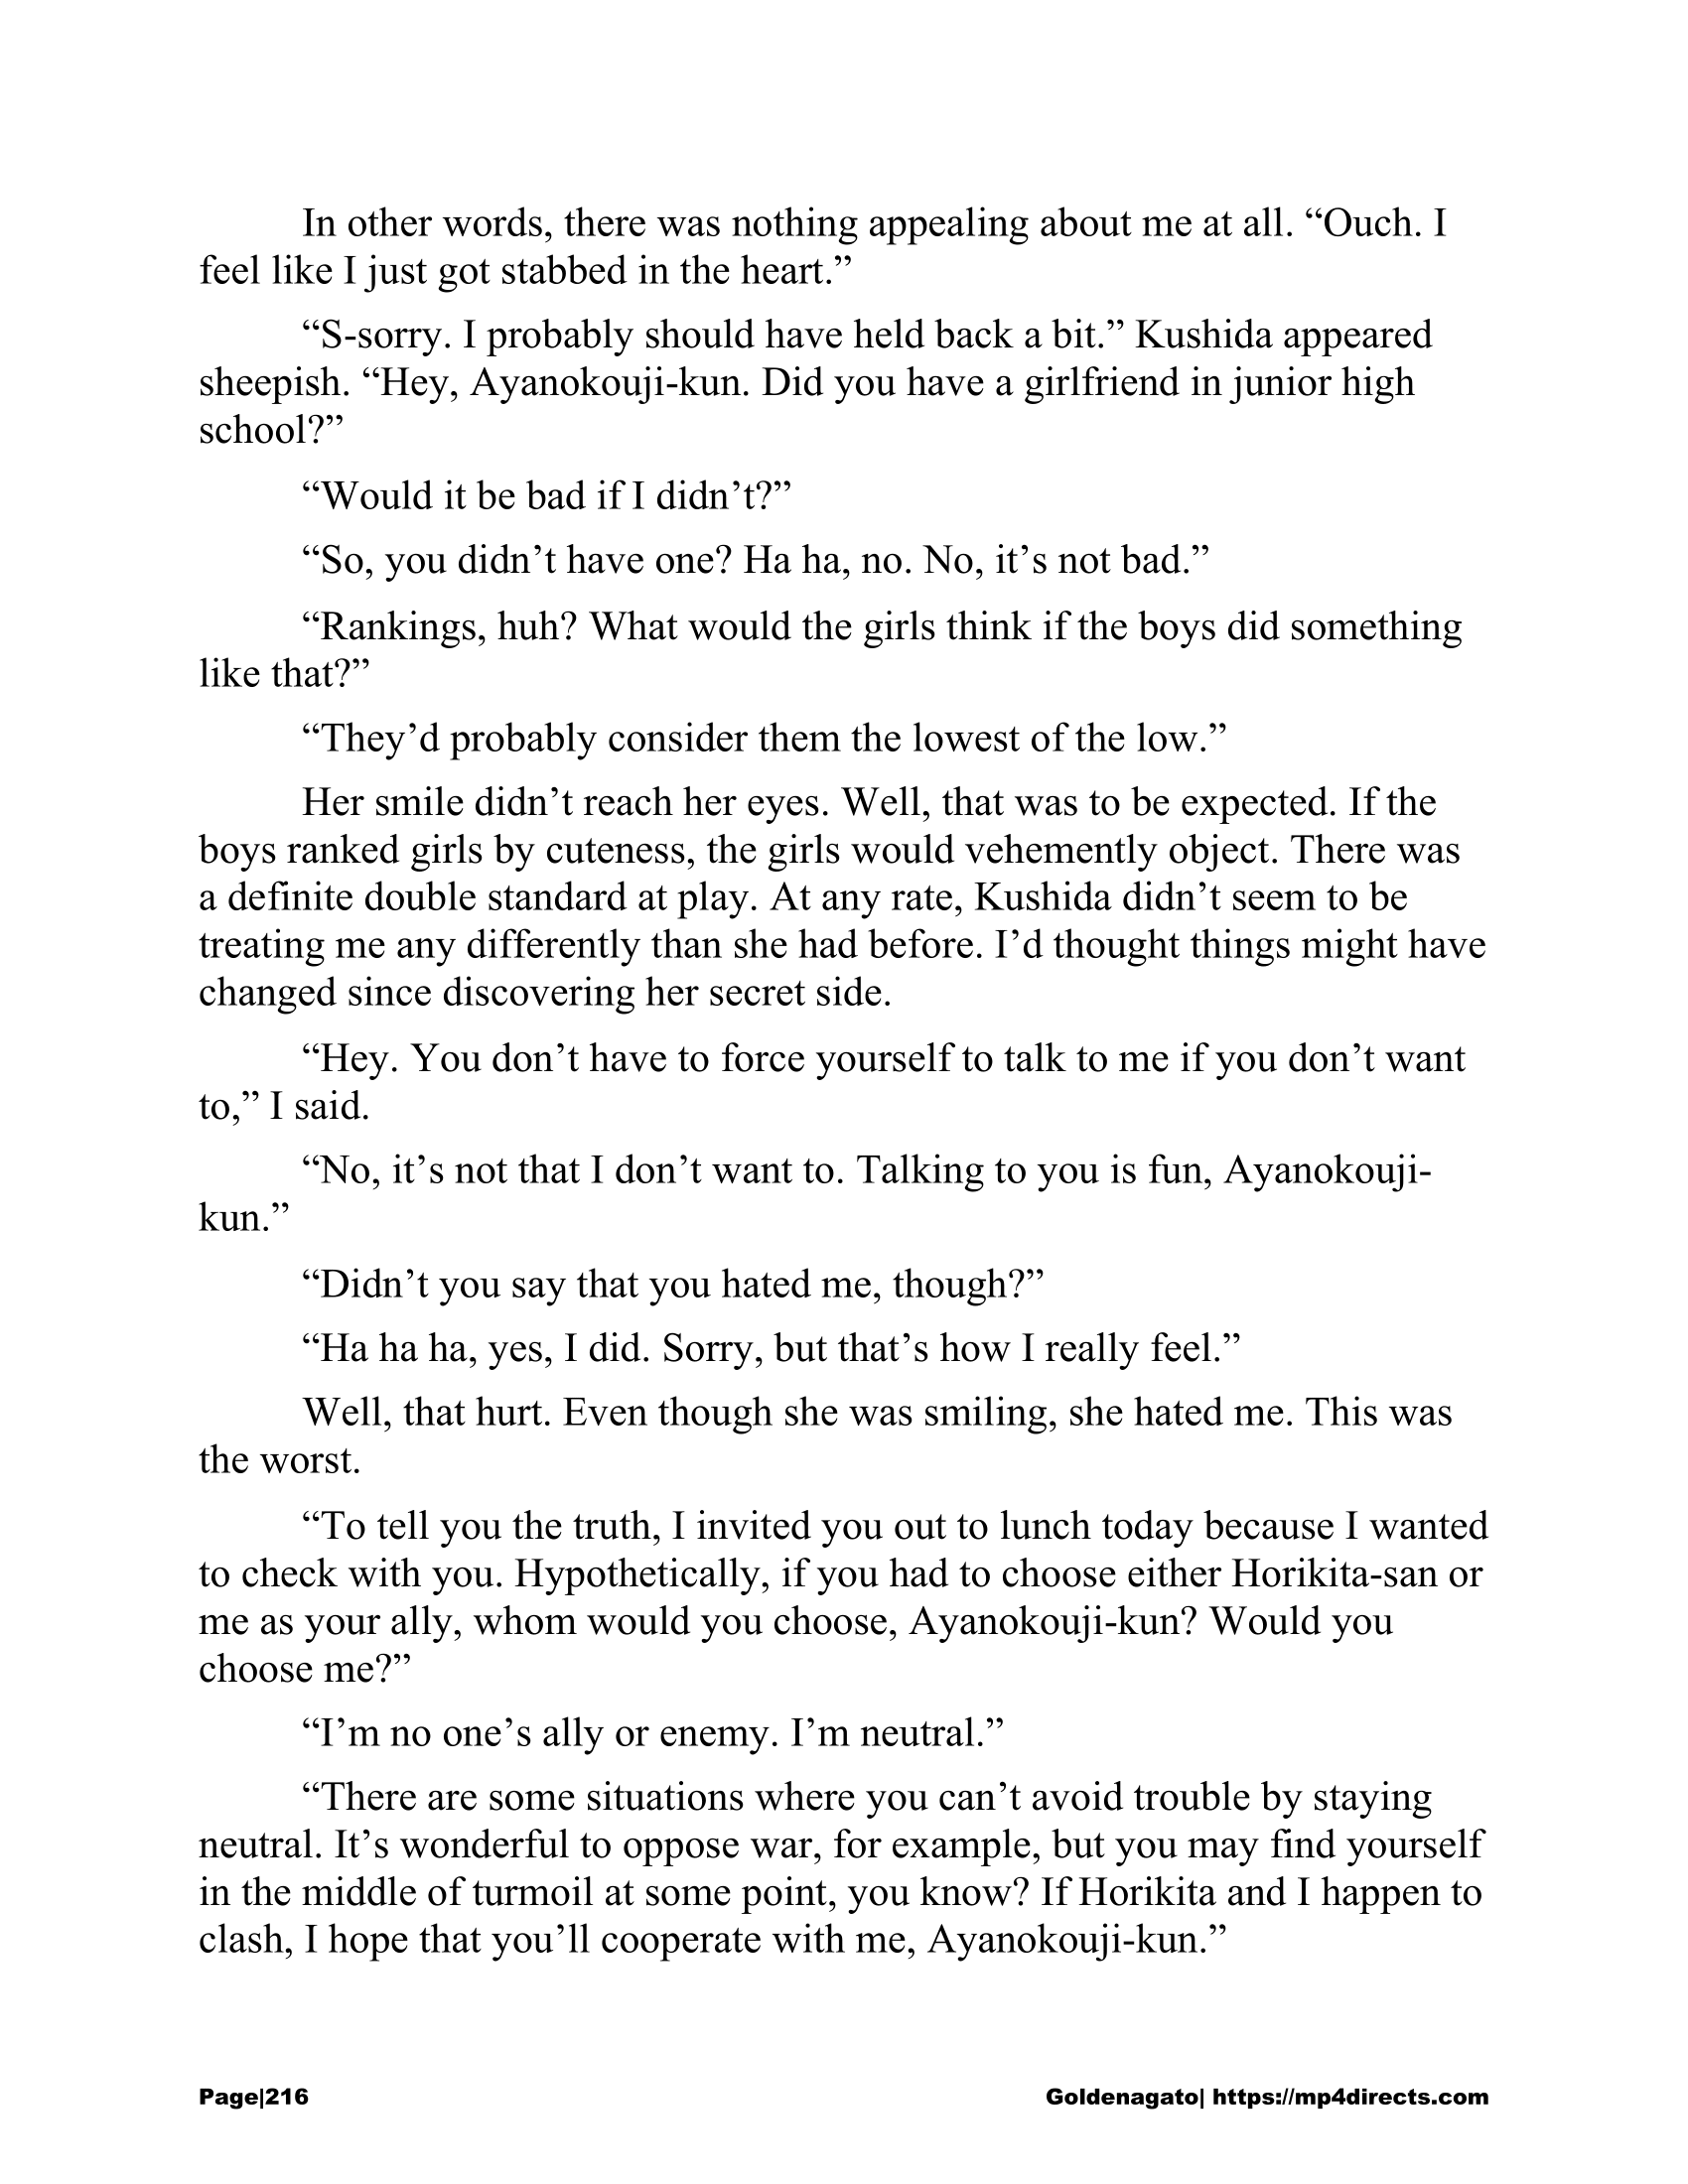 In other words, there was nothing appealing about me at all. “Ouch. I
feel like I just got stabbed in the heart.”
“S-sorry. I probably should have held back a bit.” Kushida appeared
sheepish. “Hey, Ayanokouji-kun. Did you have a girlfriend in junior high
school?”
“Would it be bad if I didn’t?”
“So, you didn’t have one? Ha ha, no. No, it’s not bad.”
“Rankings, huh? What would the girls think if the boys did something
like that?”
“They’d probably consider them the lowest of the low.”
Her smile didn’t reach her eyes. Well, that was to be expected. If the
boys ranked girls by cuteness, the girls would vehemently object. There was
a definite double standard at play. At any rate, Kushida didn’t seem to be
treating me any differently than she had before. I’d thought things might have
changed since discovering her secret side.
“Hey. You don’t have to force yourself to talk to me if you don’t want
to,” I said.
“No, it’s not that I don’t want to. Talking to you is fun, Ayanokouji-
kun.”
“Didn’t you say that you hated me, though?”
“Ha ha ha, yes, I did. Sorry, but that’s how I really feel.”
Well, that hurt. Even though she was smiling, she hated me. This was
the worst.
“To tell you the truth, I invited you out to lunch today because I wanted
to check with you. Hypothetically, if you had to choose either Horikita-san or
me as your ally, whom would you choose, Ayanokouji-kun? Would you
choose me?”
“I’m no one’s ally or enemy. I’m neutral.”
“There are some situations where you can’t avoid trouble by staying
neutral. It’s wonderful to oppose war, for example, but you may find yourself
in the middle of turmoil at some point, you know? If Horikita and I happen to
clash, I hope that you’ll cooperate with me, Ayanokouji-kun.”
Page|216 Goldenagato| https://mp4directs.com